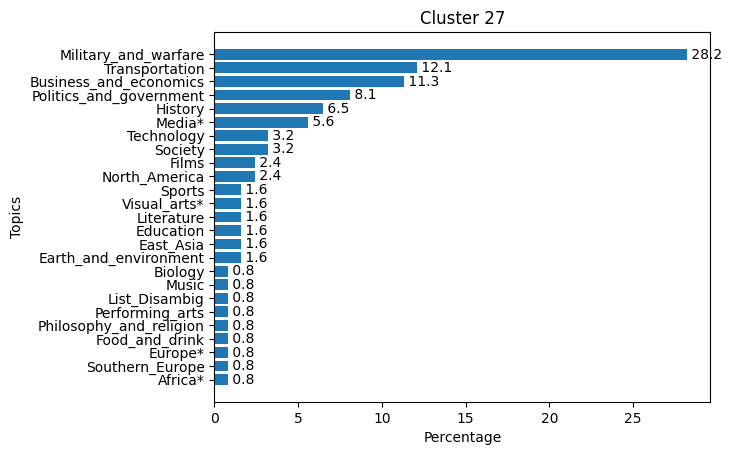 Cluster 27
Topics
Military_and_warfare 28.2
Transportation 12.1
Business_and_economics 11.3
Politics_and_government 8.1
History 6.5
Media* 5.6
Technology 3.2
Society 3.2
Films 2.4
North_America 2.4
Sports 1.6
Visual_arts* 1.6
Literature 1.6
Education 1.6
East_Asia 1.6
Earth_and_environment 1.6
Biology 0.8
Music 0.8
List_Disambig 0.8
Performing_arts 0.8
Philosophy_and_religion 0.8
Food_and_drink 0.8
Europe* 0.8
Southern_Europe 0.8
Africa* 0.8
0 5 10 15 20 25
Percentage